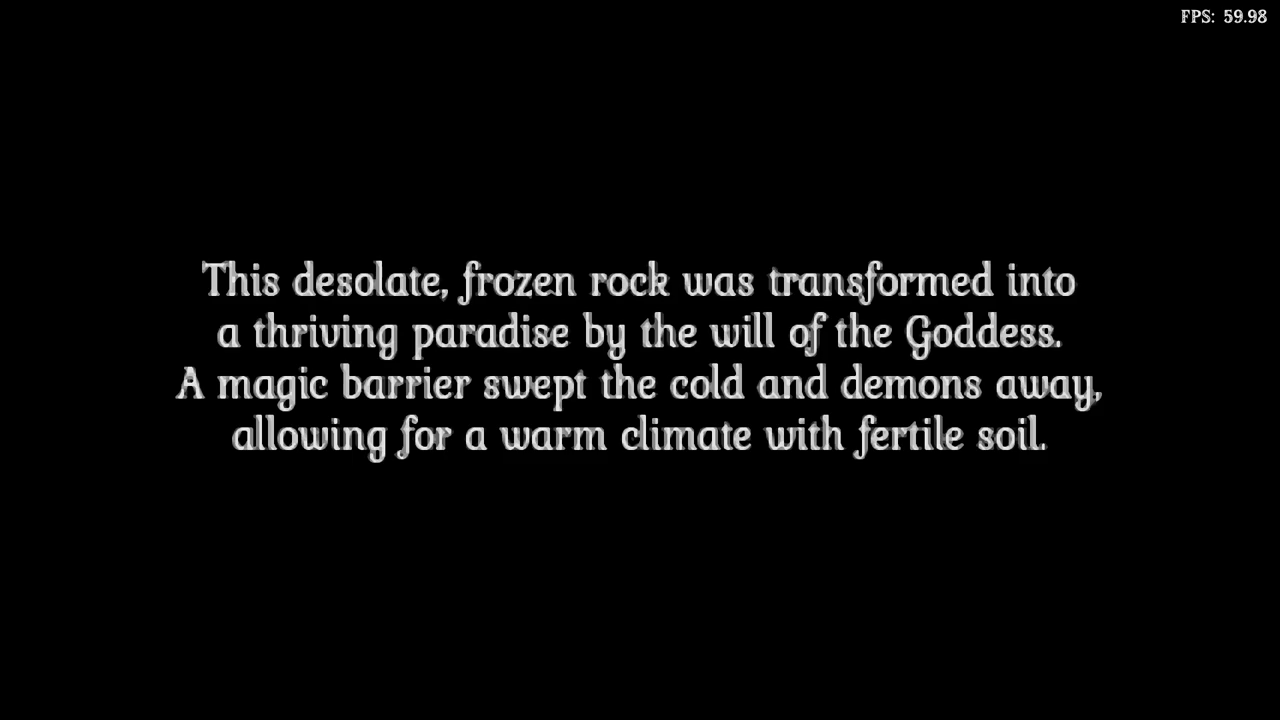 FPS: 59.98
This desolate, frozen rock was transformed into
a thriving paradise by the will of the Goddess.
A magic barrier swept the cold and demons away,
allowing for a warm climate with fertile soil.